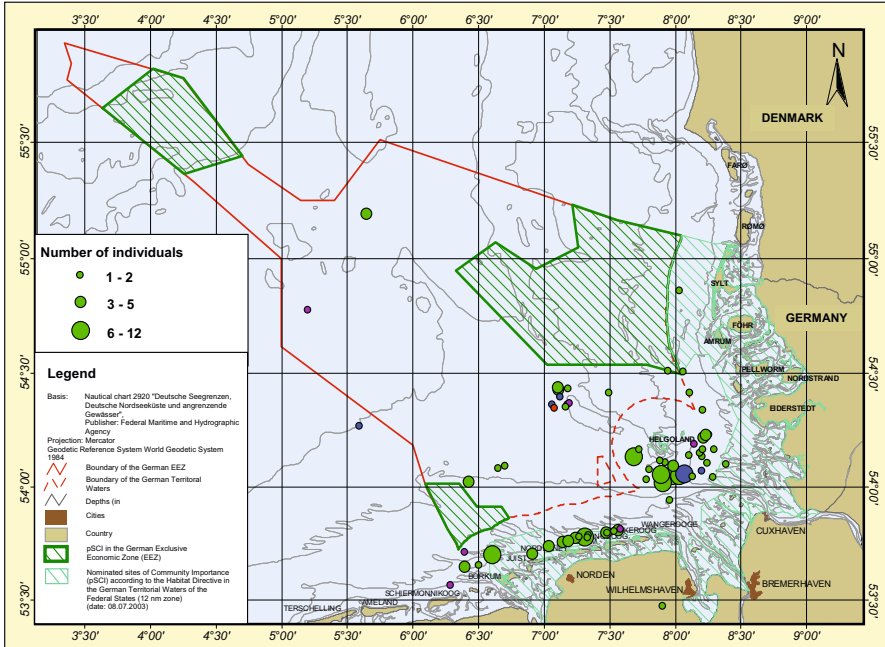 3°30' 4°00' 4°30' 5°00' 5°30' 6°00' 6°30' 7°00' 7°30' 8°00' 8°30' 9°00'
N
DENMARK
55°30' 55°30'
FARØ
RØMØ
55°00' 55°00'
Number of individuals
1 - 2
3 - 5
6 - 12
SYLT
GERMANY
FÖHR
AMRUM
54°30' 54°30'
PELLWORM
NORDSTRAND
EIDERSTEDT
HELGOLAND
54°00' 54°00'
WANGEROOGE
CUXHAVEN
JUIST
BORKUM
NORDEN
WILHELMSHAVEN
BREMERHAVEN
SCHIERMONNIKOOG
AMELAND
TERSCHELLING
53°30' 53°30'
Legend
Basis: Nautical chart 2920 "Deutsche Seegrenzen,
Deutsche Nordseeküste und angrenzende
Gewässer",
Publisher: Federal Maritime and Hydrographic
Agency
Projection: Mercator
Geodetic Reference System World Geodetic System
1984
Boundary of the German EEZ
Boundary of the German Territorial
Waters
Depths (in
Cities
Country
pSCI in the German Exclusive
Economic Zone (EEZ)
Nominated sites of Community Importance
(pSCI) according to the Habitat Directive in
the German Territorial Waters of the
Federal States (12 nm zone)
(date: 08.07.2003)
3°30' 4°00' 4°30' 5°00' 5°30' 6°00' 6°30' 7°00' 7°30' 8°00' 8°30' 9°00'